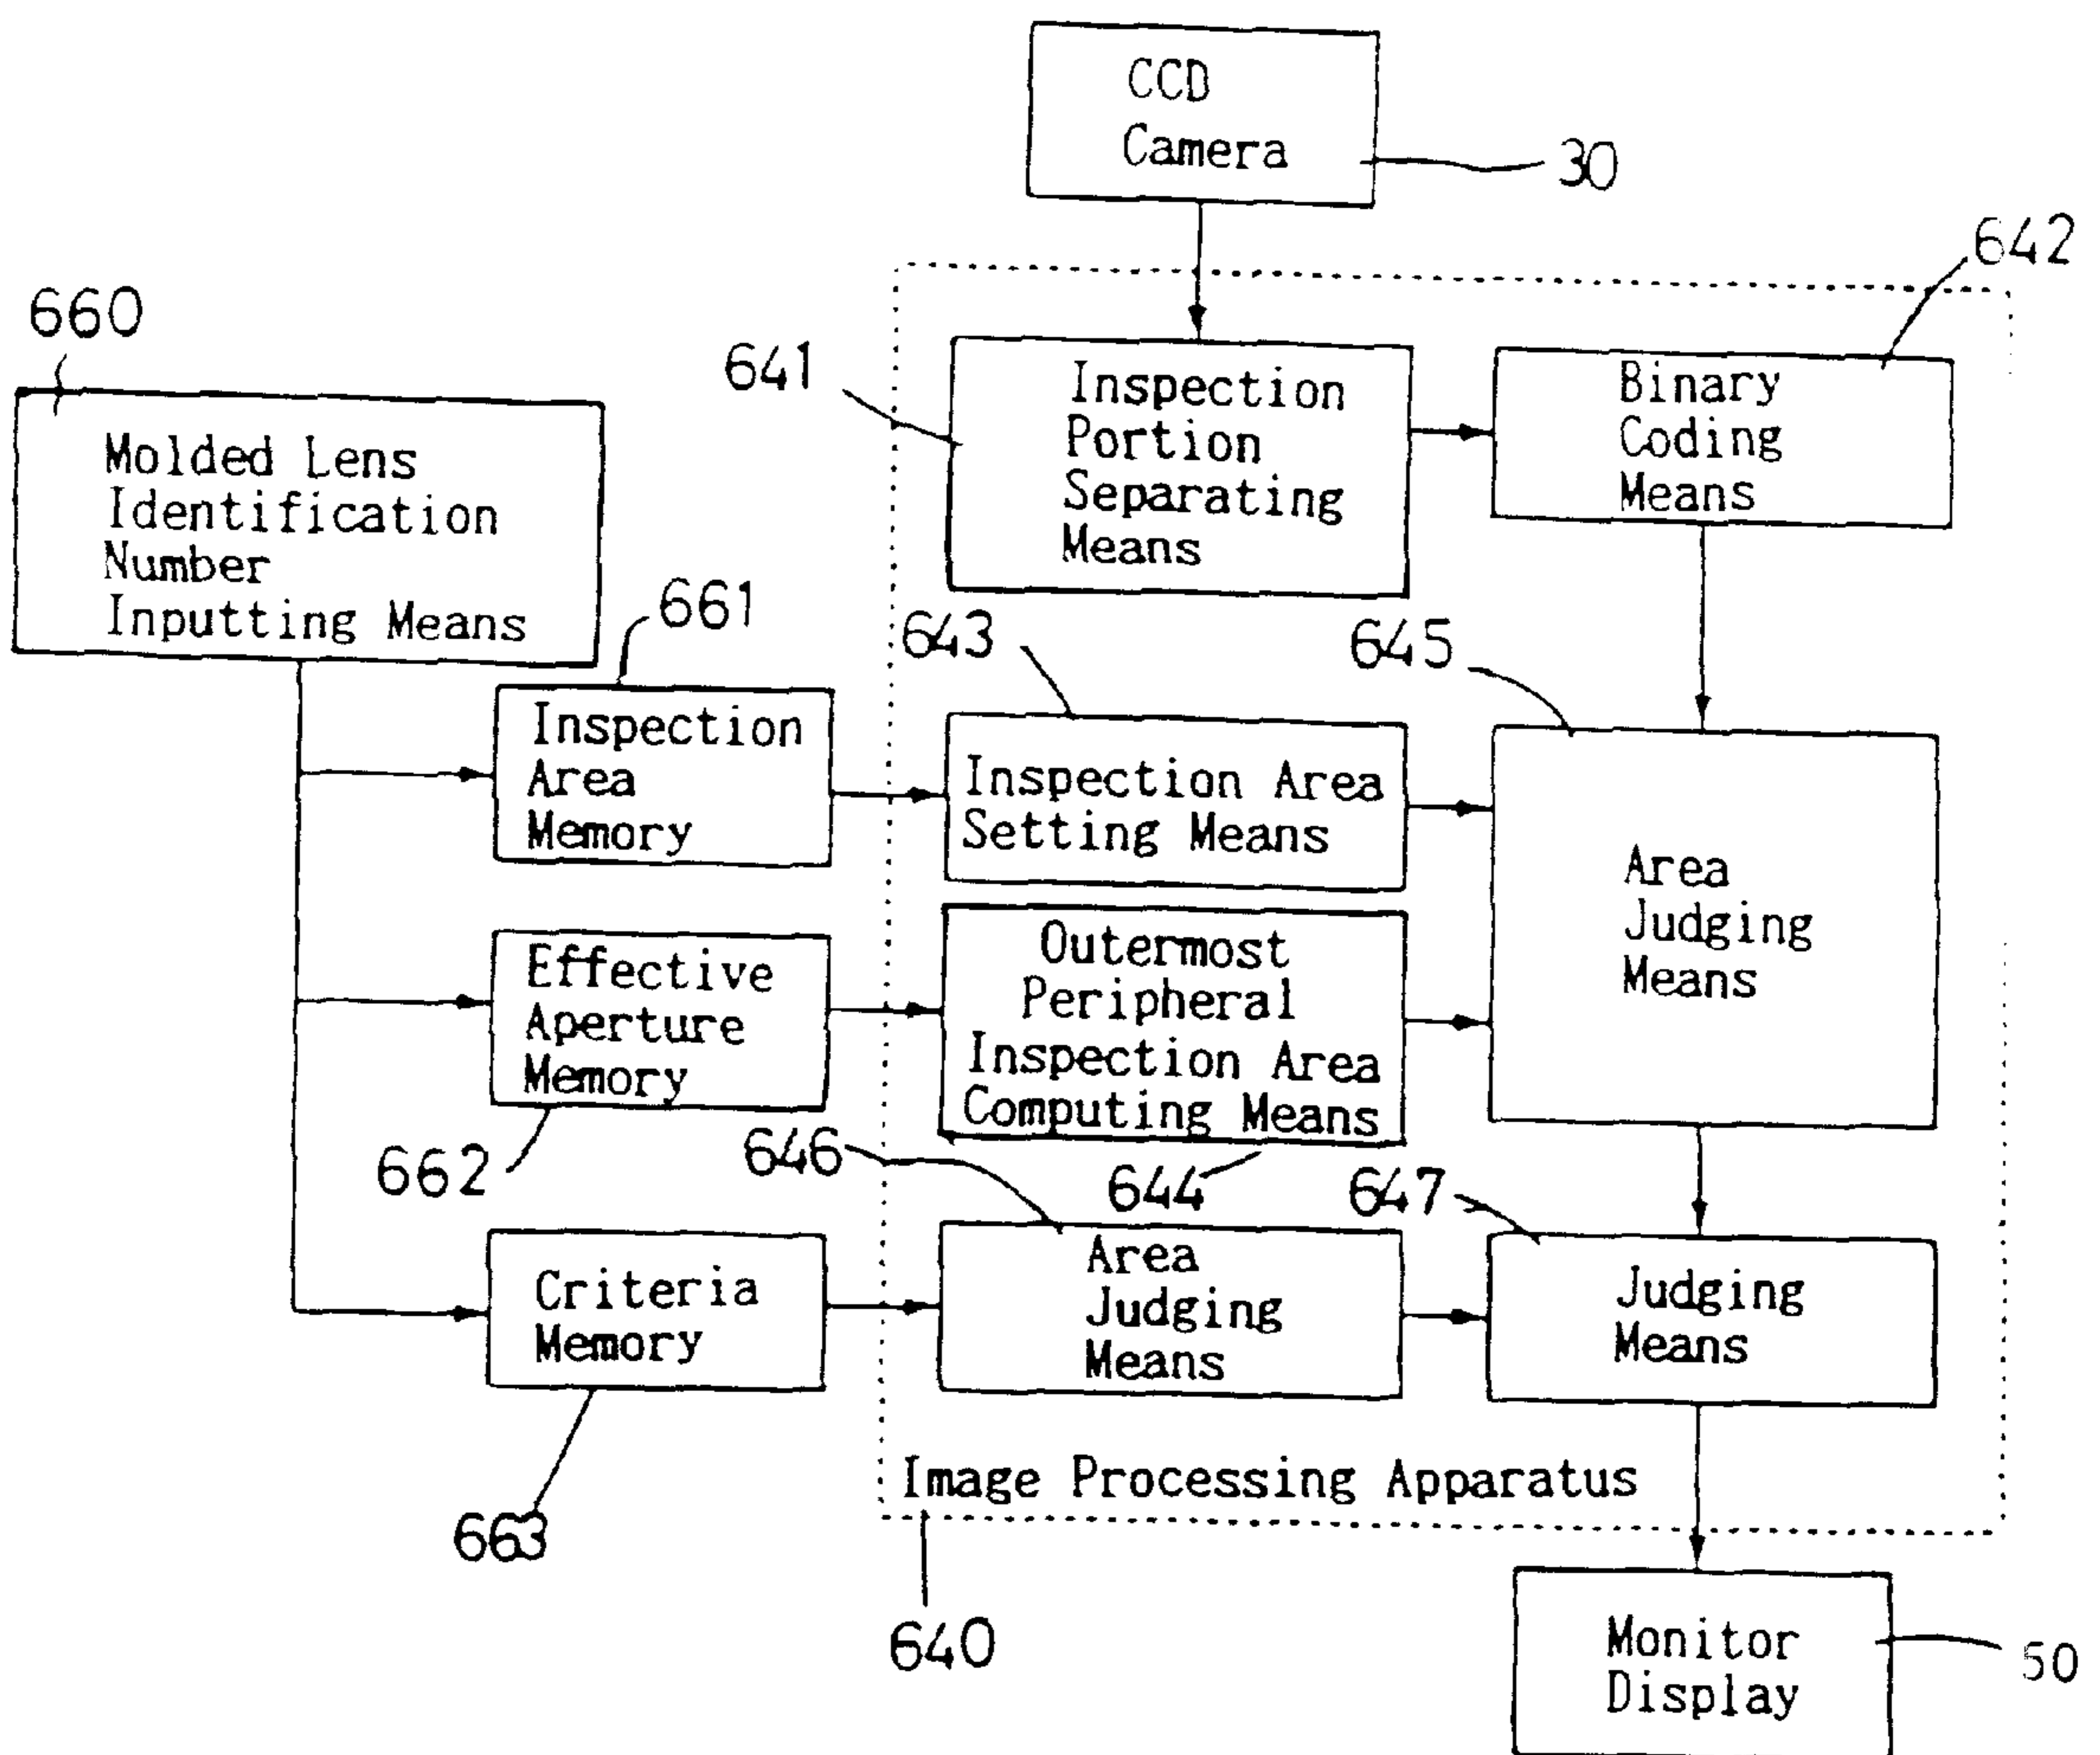 CCD
Camera
30
642
660
641
Inspection
Portion
Separating
Means
Binary
Coding
Means
Molded Lens
Identification
Number
Inputting Means
661
643
645
Inspection
Area
Memory
Inspection Area
Setting Means
Area
Judging
Means
Effective
Aperture
Memory
Outermost
Peripheral
Inspection Area
Computing Means
662
646
644
647
Criteria
Memory
Area
Judging
Means
Judging
Means
Image Processing Apparatus
663
640
Monitor
Display
50